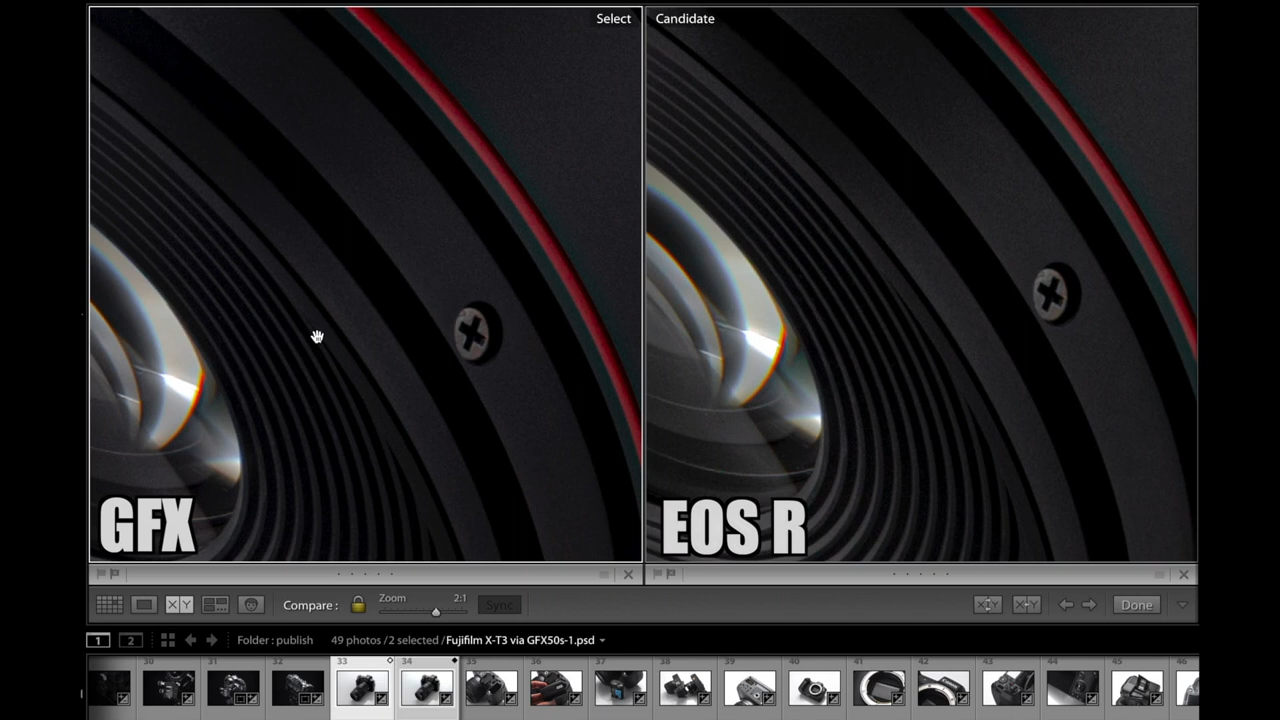 Select
Candidate
GFX
EOS R
Compare :
Zoom
2:1
Sync
Done
1
2
Folder : publish
49 photos / 2 selected / Fujifilm X-T3 via GFX50s-1.psd
30
31
32
33
34
35
36
37
38
39
40
41
42
43
44
45
46